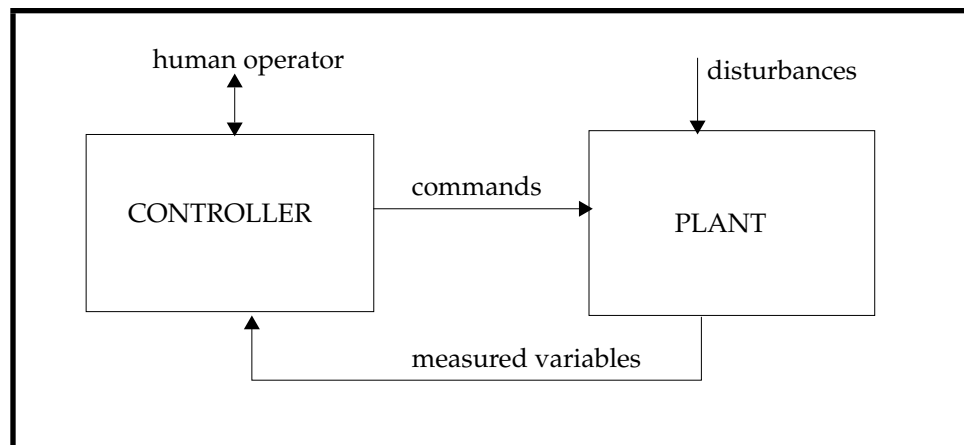 human operator
disturbances
commands
CONTROLLER
PLANT
measured variables